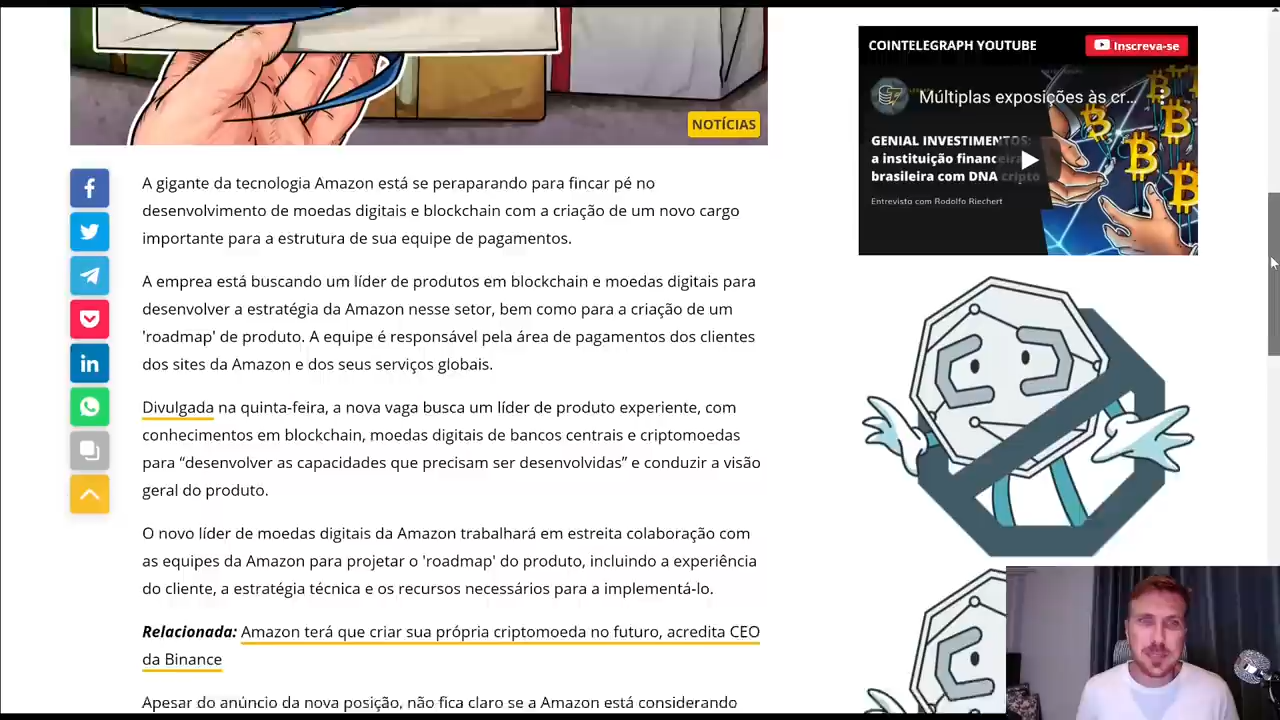 NOTÍCIAS
A gigante da tecnologia Amazon está se peraparando para fincar pé no
desenvolvimento de moedas digitais e blockchain com a criação de um novo cargo
importante para a estrutura de sua equipe de pagamentos.
A emprea está buscando um líder de produtos em blockchain e moedas digitais para
desenvolver a estratégia da Amazon nesse setor, bem como para a criação de um
'roadmap' de produto. A equipe é responsável pela área de pagamentos dos clientes
dos sites da Amazon e dos seus serviços globais.
Divulgada na quinta-feira, a nova vaga busca um líder de produto experiente, com
conhecimentos em blockchain, moedas digitais de bancos centrais e criptomoedas
para “desenvolver as capacidades que precisam ser desenvolvidas” e conduzir a visão
geral do produto.
O novo líder de moedas digitais da Amazon trabalhará em estreita colaboração com
as equipes da Amazon para projetar o 'roadmap' do produto, incluindo a experiência
do cliente, a estratégia técnica e os recursos necessários para a implementá-lo.
Relacionada: Amazon terá que criar sua própria criptomoeda no futuro, acredita CEO
da Binance
Apesar do anúncio da nova posição, não fica claro se a Amazon está considerando
COINTELEGRAPH YOUTUBE
Inscreva-se
Múltiplas exposições às cr...
GENIAL INVESTIMENTOS:
a instituição financeira
brasileira com DNA cripto
Entrevista com Rodolfo Riechert